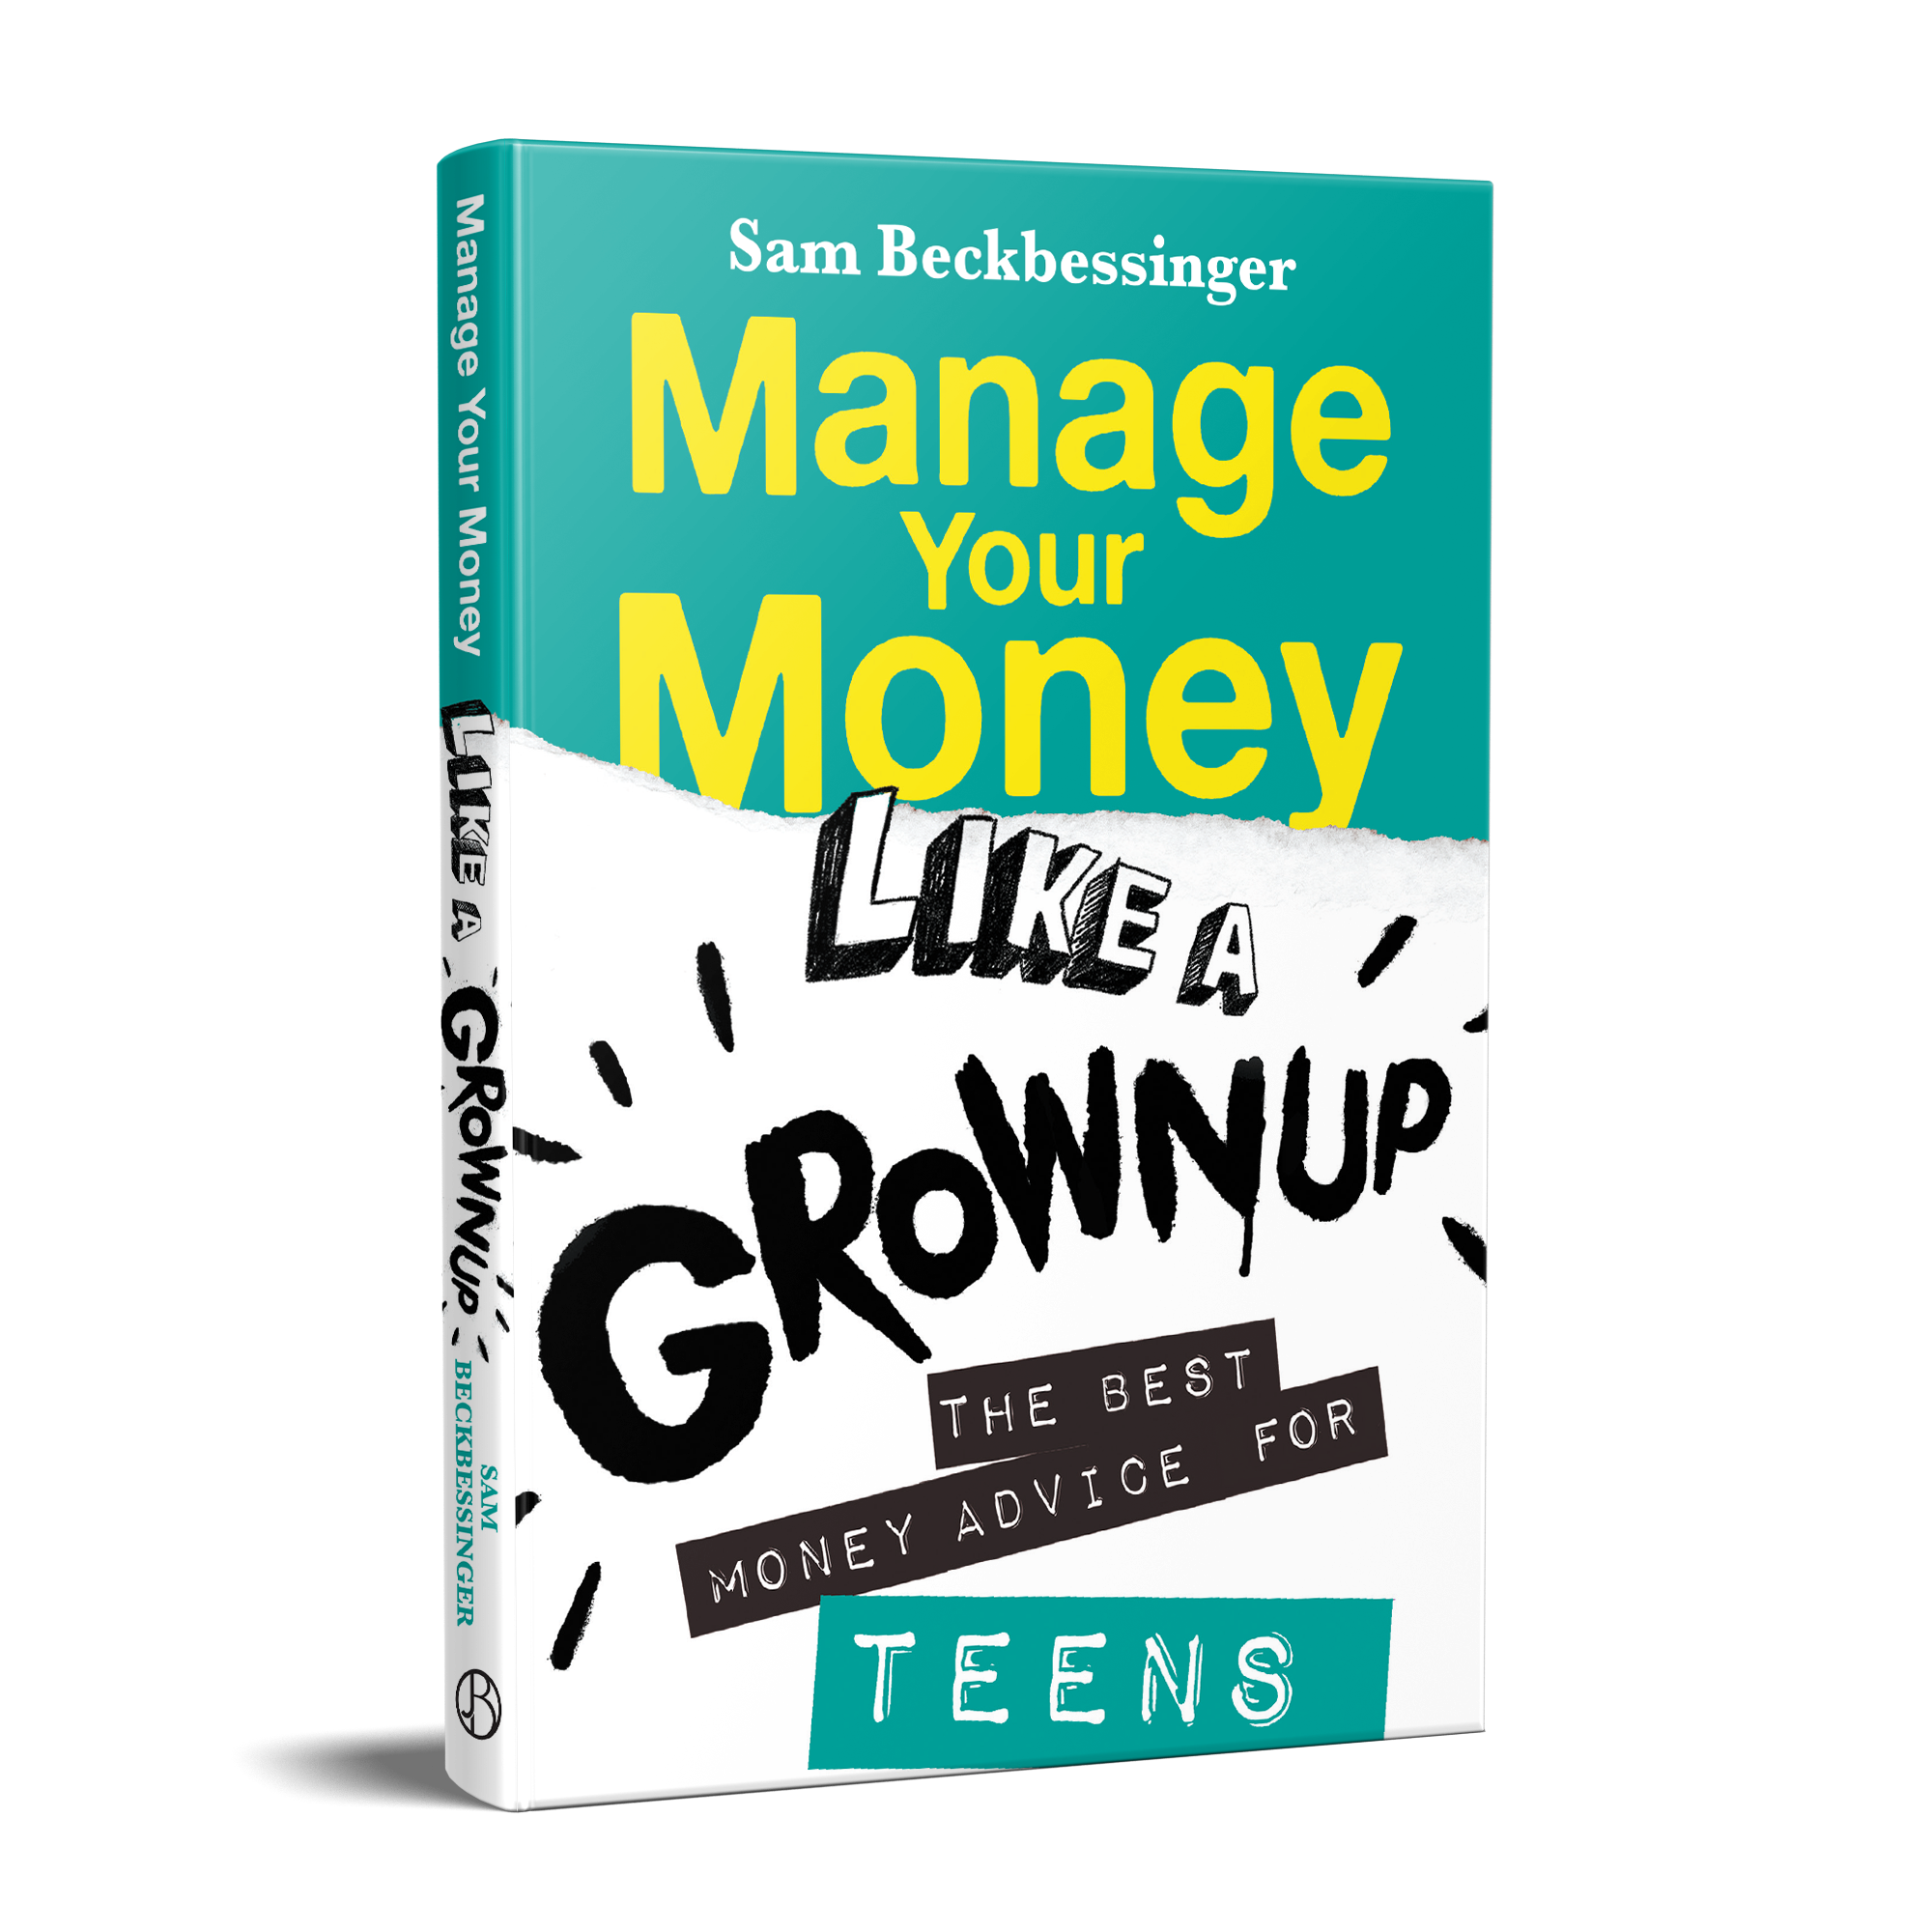 Sam Beckbessinger
Manage
Your
Money
LIKE A
GROWNUP
THE BEST
MONEY ADVICE FOR
TEENS
Manage Your Money
LIKE A
GROWNUP
SAM
BECKBESSINGER
JB